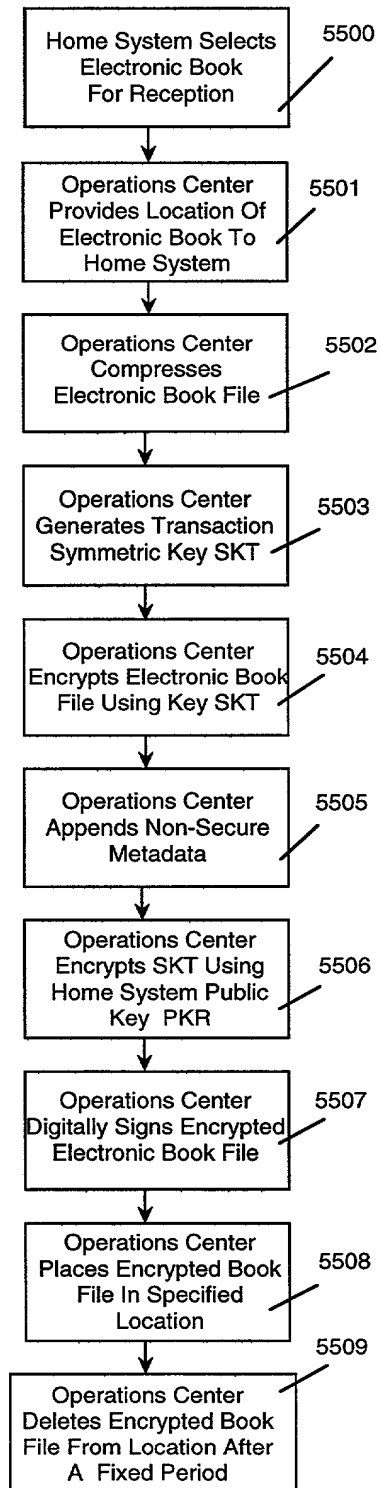 Home System Selects
Electronic Book
For Reception
5500
Operations Center
Provides Location Of
Electronic Book To
Home System
5501
Operations Center
Compresses
Electronic Book File
5502
Operations Center
Generates Transaction
Symmetric Key SKT
5503
Operations Center
Encrypts Electronic Book
File Using Key SKT
5504
Operations Center
Appends Non-Secure
Metadata
5505
Operations Center
Encrypts SKT Using
Home System Public
Key PKR
5506
Operations Center
Digitally Signs Encrypted
Electronic Book File
5507
Operations Center
Places Encrypted Book
File In Specified
Location
5508
Operations Center
Deletes Encrypted Book
File From Location After
A Fixed Period
5509